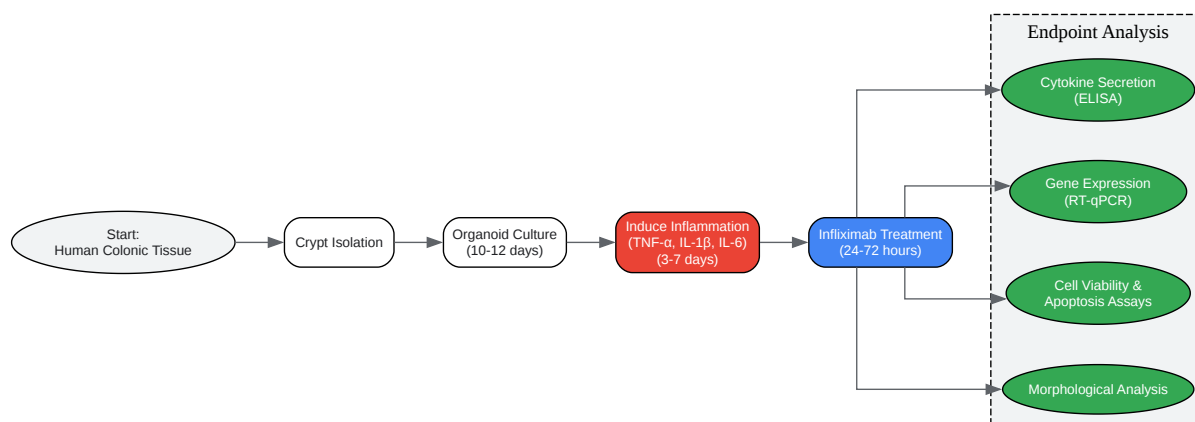 Start:
Human Colonic Tissue
Crypt Isolation
Organoid Culture
(10-12 days)
Induce Inflammation
(TNF-α, IL-1β, IL-6)
(3-7 days)
Infliximab Treatment
(24-72 hours)
Endpoint Analysis
Cytokine Secretion
(ELISA)
Gene Expression
(RT-qPCR)
Cell Viability &
Apoptosis Assays
Morphological Analysis